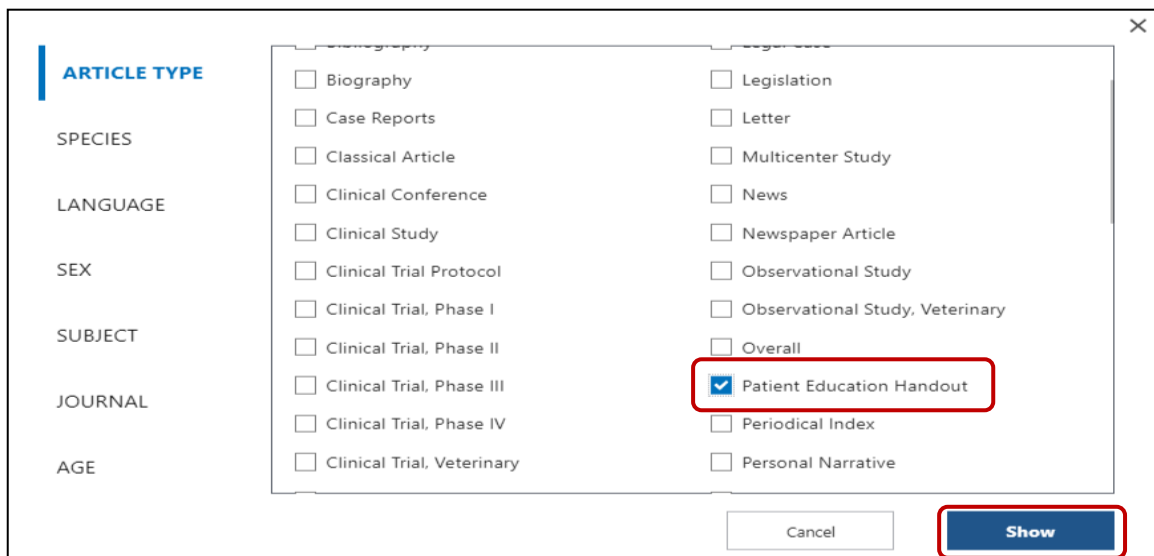 ARTICLE TYPE
SPECIES
LANGUAGE
SEX
SUBJECT
JOURNAL
AGE
Bibliography
Biography
Case Reports
Classical Article
Clinical Conference
Clinical Study
Clinical Trial Protocol
Clinical Trial, Phase I
Clinical Trial, Phase II
Clinical Trial, Phase III
Clinical Trial, Phase IV
Clinical Trial, Veterinary
Legal Case
Legislation
Letter
Multicenter Study
News
Newspaper Article
Observational Study
Observational Study, Veterinary
Overall
Patient Education Handout
Periodical Index
Personal Narrative
Cancel
Show